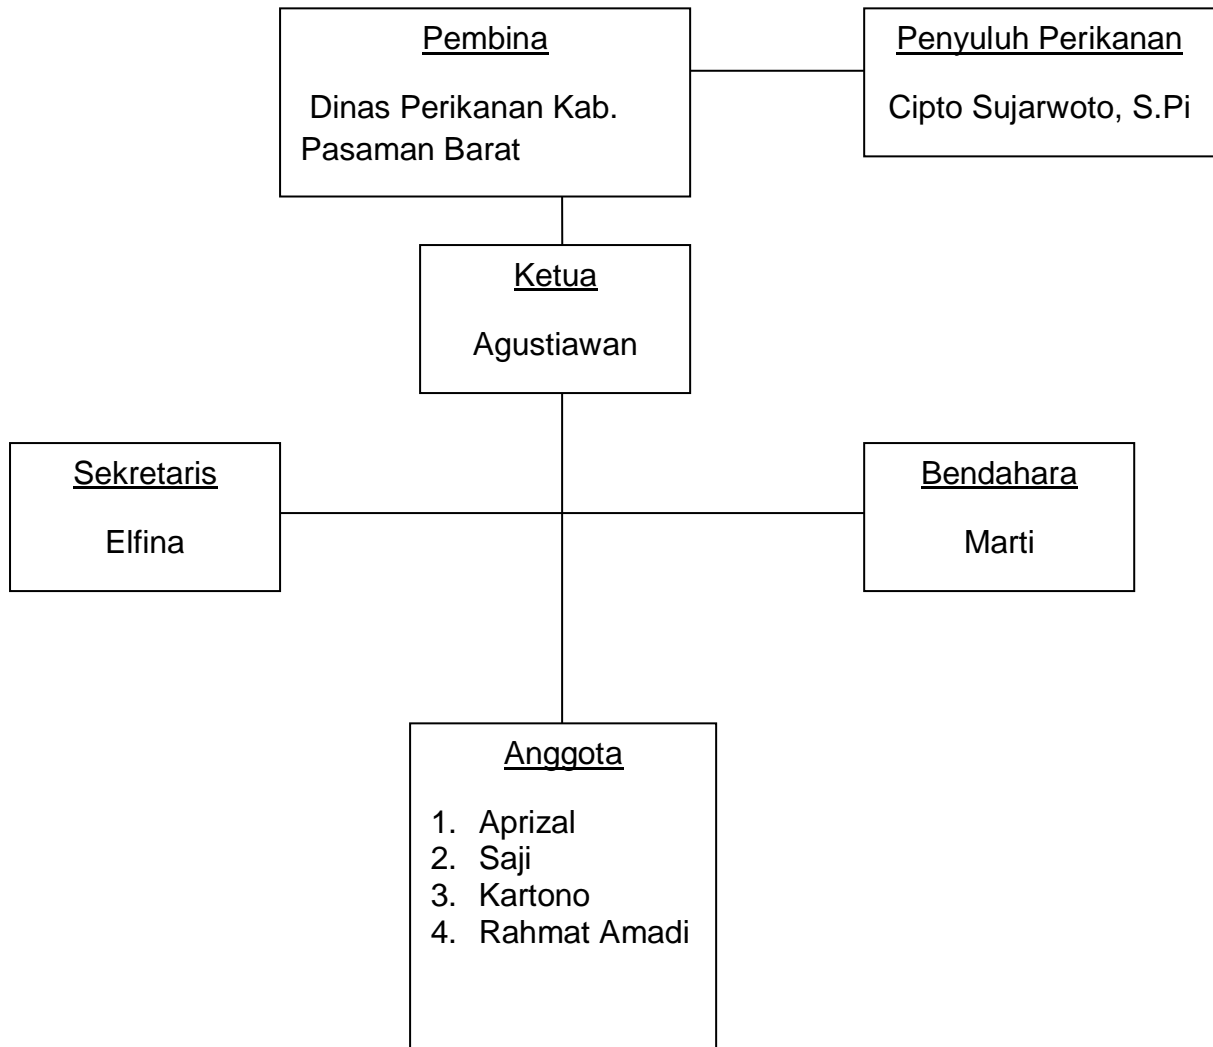 Pembina
Dinas Perikanan Kab.
Pasaman Barat
Penyuluh Perikanan
Cipto Sujarwoto, S.Pi
Ketua
Agustiawan
Sekretaris
Elfina
Bendahara
Marti
Anggota
1. Aprizal
2. Saji
3. Kartono
4. Rahmat Amadi